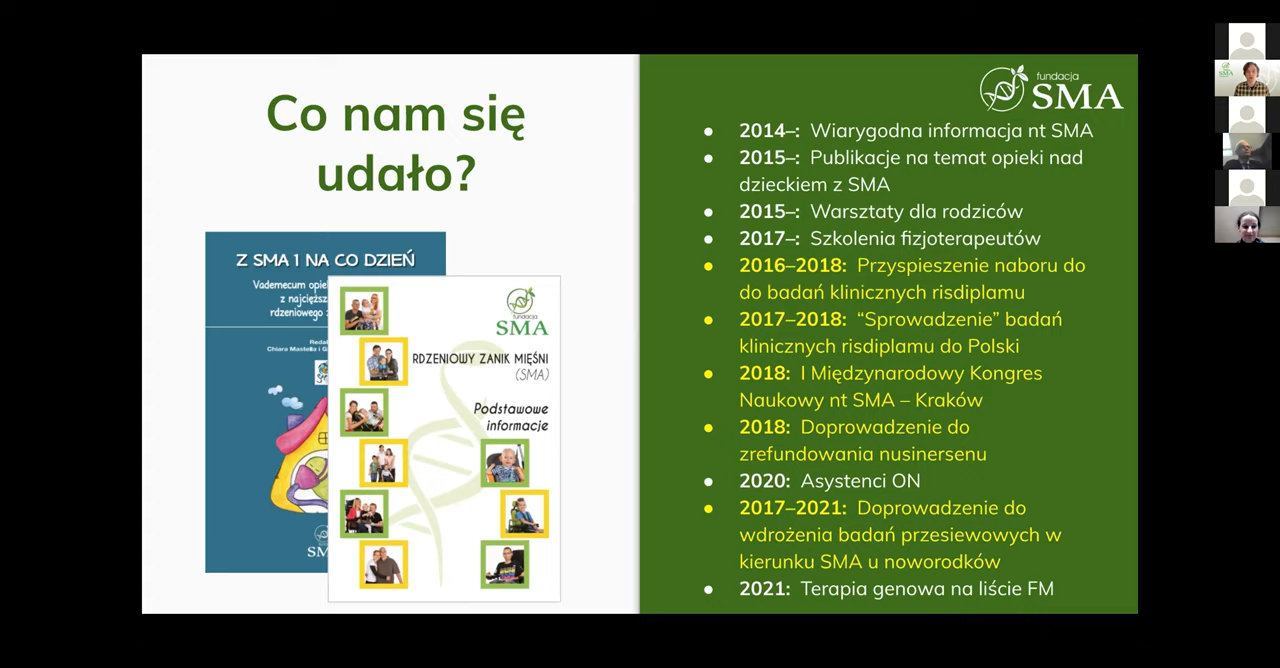 Co nam się
udało?
Z SMA 1 NA CO DZIEŃ
Vademecum
z najcięższ
rdzeniowego
Chiara Mastella i G
fundacja
SMA
RDZENIOWY ZANIK MIĘŚNI
(SMA)
Podstawowe
informacje
fundacja
SMA
● 2014–: Wiarygodna informacja nt SMA
● 2015–: Publikacje na temat opieki nad
dzieckiem z SMA
● 2015–: Warsztaty dla rodziców
● 2017–: Szkolenia fizjoterapeutów
● 2016–2018: Przyspieszenie naboru do
do badań klinicznych risdiplamu
● 2017–2018: “Sprowadzenie” badań
klinicznych risdiplamu do Polski
● 2018: I Międzynarodowy Kongres
Naukowy nt SMA – Kraków
● 2018: Doprowadzenie do
zrefundowania nusinersenu
● 2020: Asystenci ON
● 2017–2021: Doprowadzenie do
wdrożenia badań przesiewowych w
kierunku SMA u noworodków
● 2021: Terapia genowa na liście FM